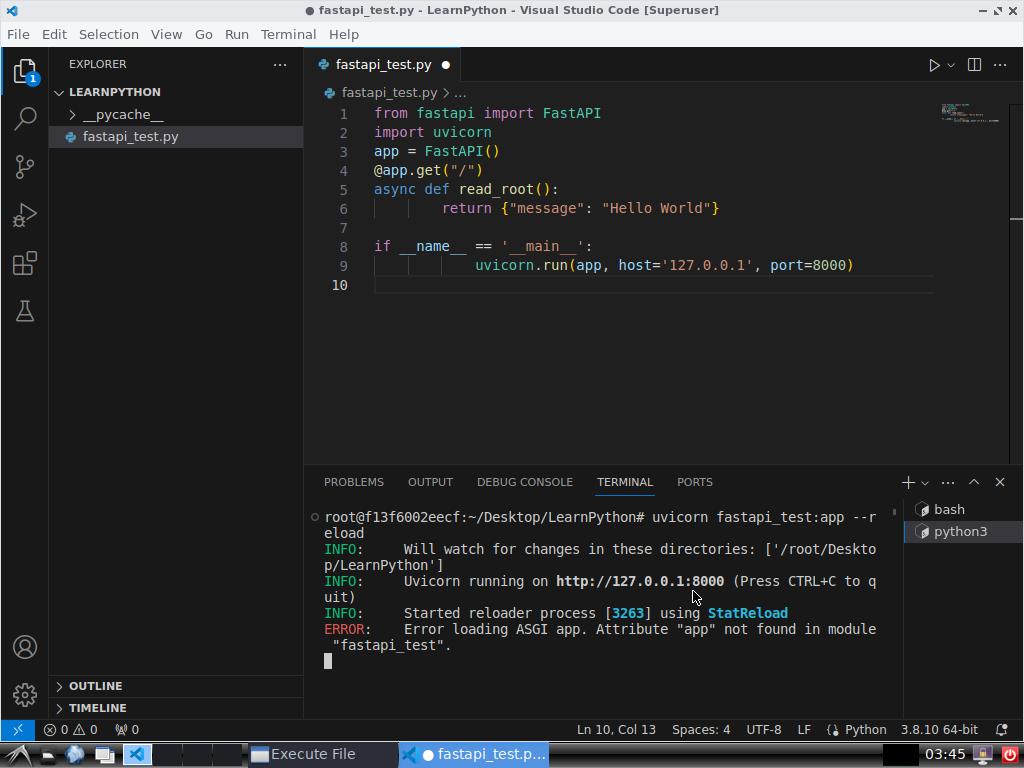 ● fastapi_test.py - LearnPython - Visual Studio Code [Superuser]
File Edit Selection View Go Run Terminal Help
EXPLORER
LEARNPYTHON
__pycache__
fastapi_test.py
OUTLINE
TIMELINE
1
fastapi_test.py
fastapi_test.py > ...
1 from fastapi import FastAPI
2 import uvicorn
3 app = FastAPI()
4 @app.get("/")
5 async def read_root():
6 return {"message": "Hello World"}
7
8 if __name__ == '__main__':
9 uvicorn.run(app, host='127.0.0.1', port=8000)
10
PROBLEMS OUTPUT DEBUG CONSOLE TERMINAL PORTS
root@f13f6002eecf:~/Desktop/LearnPython# uvicorn fastapi_test:app --r
eload
INFO: Will watch for changes in these directories: ['/root/Deskto
p/LearnPython']
INFO: Uvicorn running on http://127.0.0.1:8000 (Press CTRL+C to q
uit)
INFO: Started reloader process [3263] using StatReload
ERROR: Error loading ASGI app. Attribute "app" not found in module
"fastapi_test".
bash
python3
0 0 0 Ln 10, Col 13 Spaces: 4 UTF-8 LF Python 3.8.10 64-bit
Execute File ● fastapi_test.p... 03:45